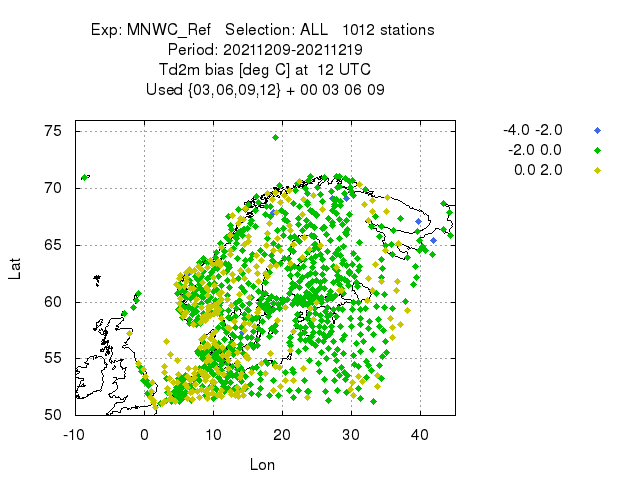 Exp: MNWC_Ref   Selection: ALL   1012 stations
Period: 20211209-20211219
Td2m bias [deg C] at  12 UTC
Used {03,06,09,12} + 00 03 06 09
-4.0 -2.0
-2.0 0.0
0.0 2.0
75
70
65
60
55
50
Lat
-10 0 10 20 30 40
Lon